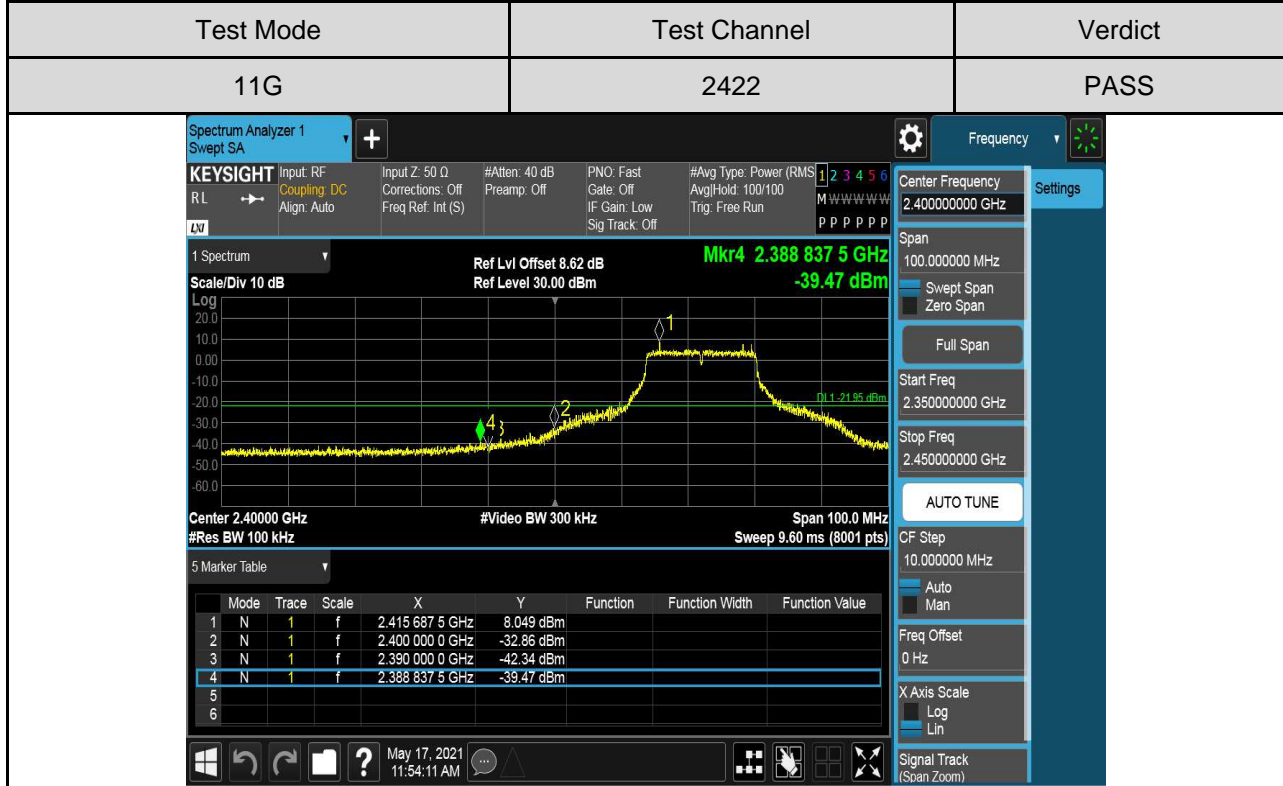 Test Mode Test Channel Verdict
11G 2422 PASS
Spectrum Analyzer 1
Swept SA
+
Frequency
KEYSIGHT
RL
LXI
Input: RF
Coupling: DC
Align: Auto
Input Z: 50 Ω
Corrections: Off
Freq Ref: Int (S)
#Atten: 40 dB
Preamp: Off
PNO: Fast
Gate: Off
IF Gain: Low
Sig Track: Off
#Avg Type: Power (RMS
Avg|Hold: 100/100
Trig: Free Run
1 2 3 4 5 6
M W W W W W
P P P P P P
1 Spectrum
Scale/Div 10 dB
Ref Lvl Offset 8.62 dB
Ref Level 30.00 dBm
Mkr4 2.388 837 5 GHz
-39.47 dBm
Log
20.0
10.0
0.00
-10.0
-20.0
-30.0
-40.0
-50.0
-60.0
1
2
4
DL1 -21.95 dBm
Center 2.40000 GHz #Video BW 300 kHz Span 100.0 MHz
#Res BW 100 kHz Sweep 9.60 ms (8001 pts)
5 Marker Table
Mode Trace Scale X Y Function Function Width Function Value
1 N 1 f 2.415 687 5 GHz 8.049 dBm
2 N 1 f 2.400 000 0 GHz -32.86 dBm
3 N 1 f 2.390 000 0 GHz -42.34 dBm
4 N 1 f 2.388 837 5 GHz -39.47 dBm
5
6
?
May 17, 2021
11:54:11 AM
Settings
Center Frequency
2.400000000 GHz
Span
100.000000 MHz
Swept Span
Zero Span
Full Span
Start Freq
2.350000000 GHz
Stop Freq
2.450000000 GHz
AUTO TUNE
CF Step
10.000000 MHz
Auto
Man
Freq Offset
0 Hz
X Axis Scale
Log
Lin
Signal Track
(Span Zoom)